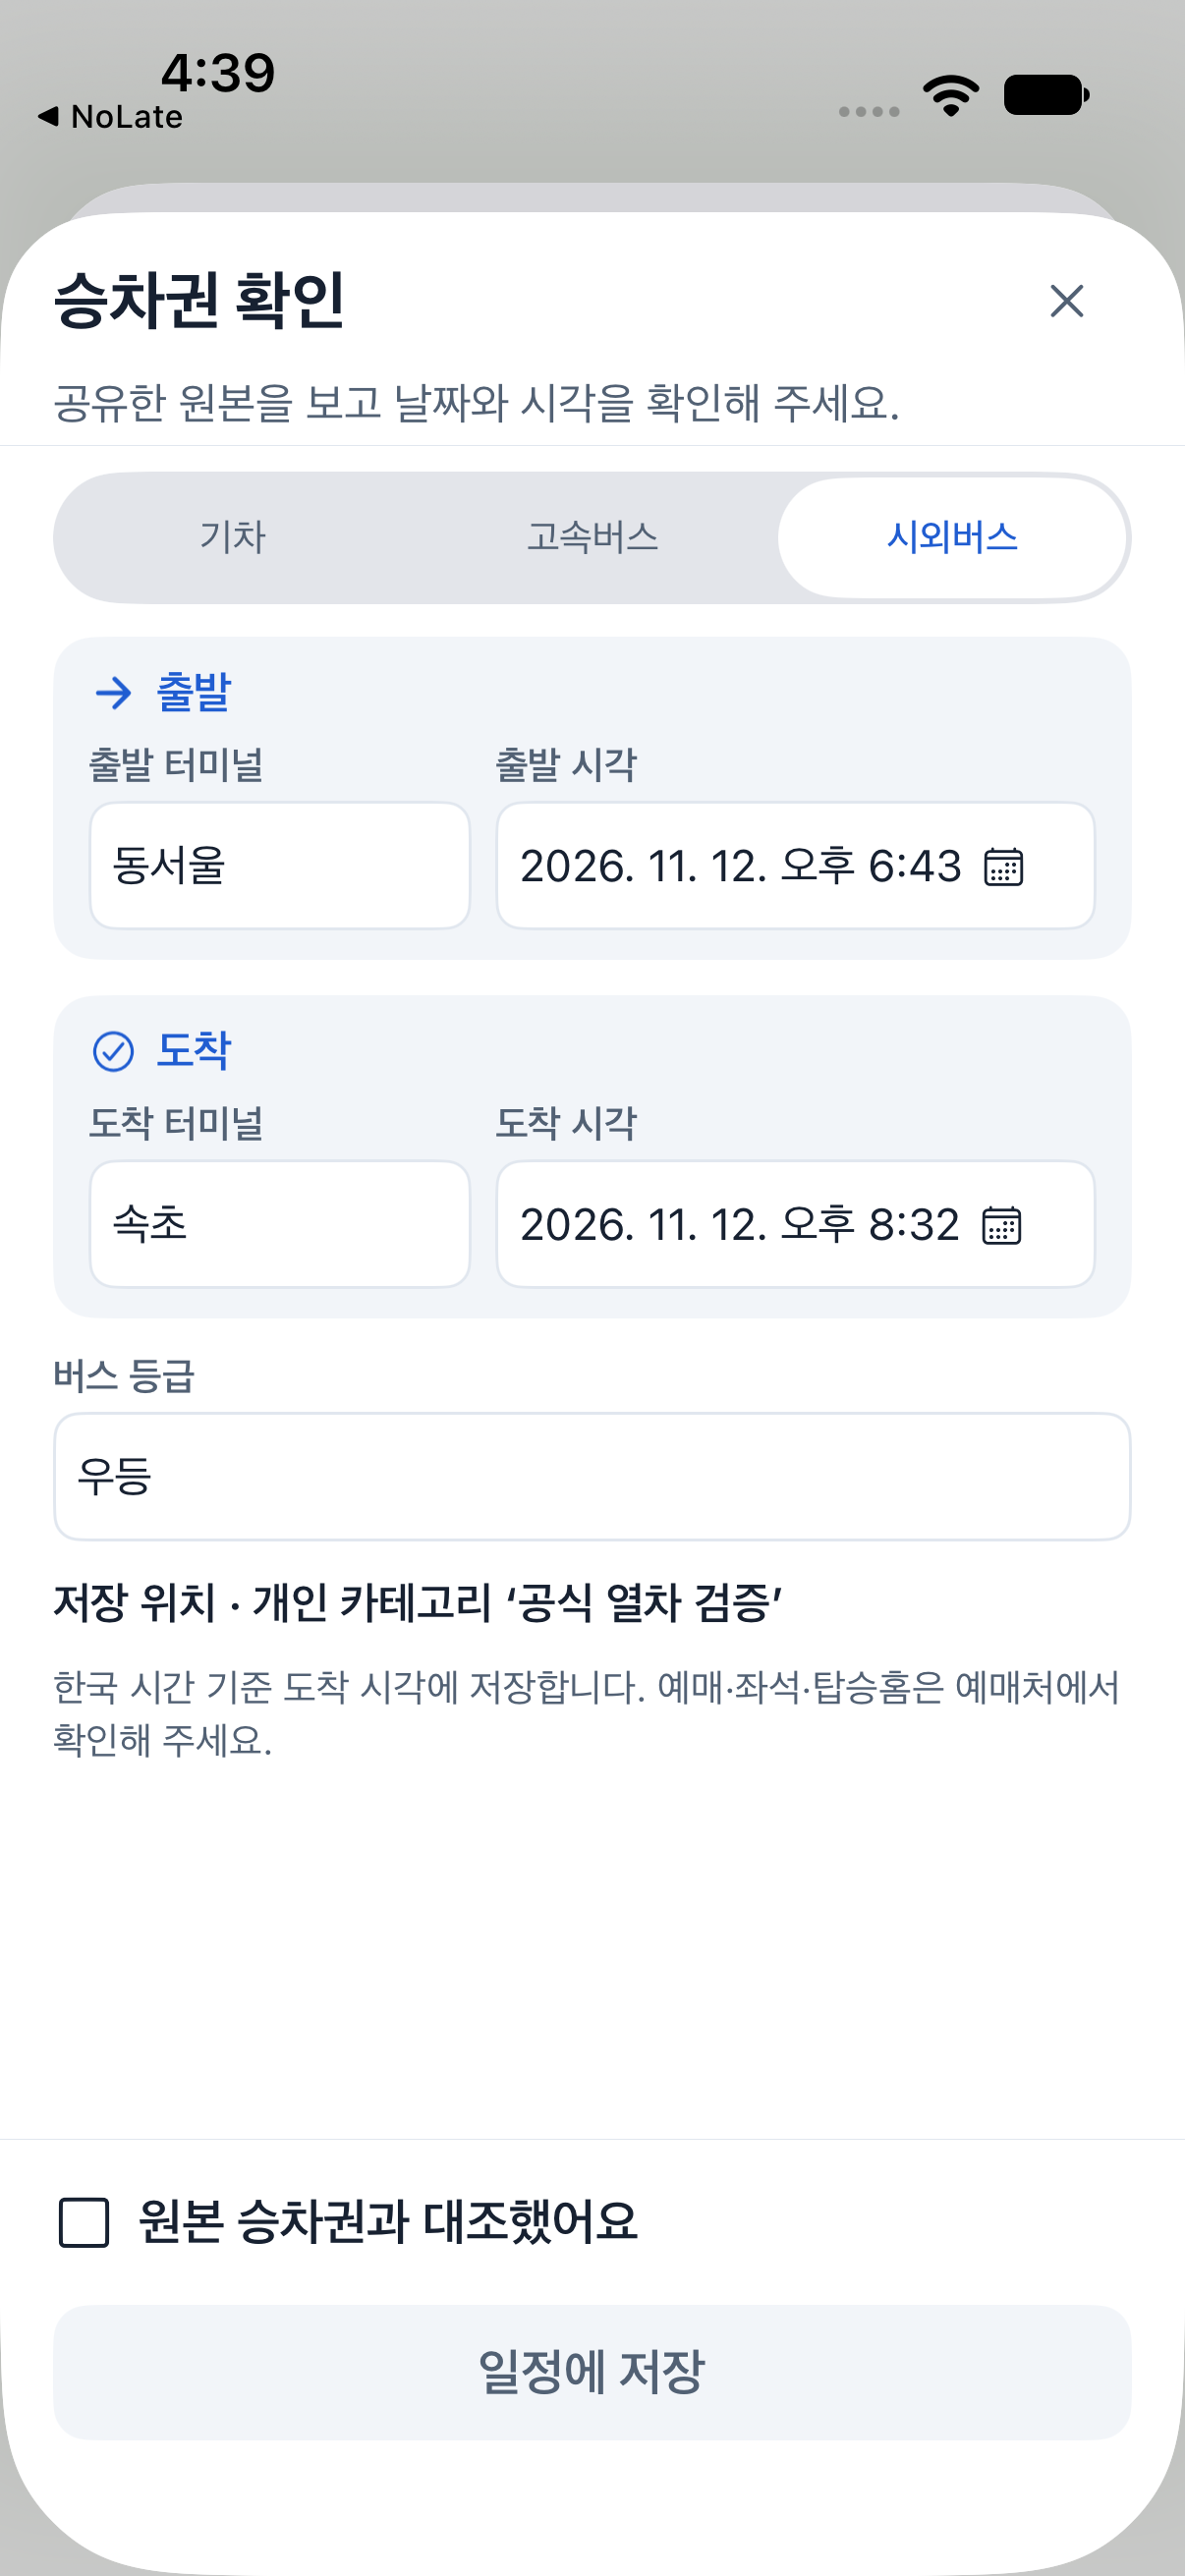 4:39
NoLate
승차권 확인
공유한 원본을 보고 날짜와 시각을 확인해 주세요.
기차 고속버스 시외버스
출발
출발 터미널 출발 시각
동서울 2026. 11. 12. 오후 6:43
도착
도착 터미널 도착 시각
속초 2026. 11. 12. 오후 8:32
버스 등급
우등
저장 위치 · 개인 카테고리 ‘공식 열차 검증’
한국 시간 기준 도착 시각에 저장합니다. 예매·좌석·탑승홈은 예매처에서
확인해 주세요.
원본 승차권과 대조했어요
일정에 저장